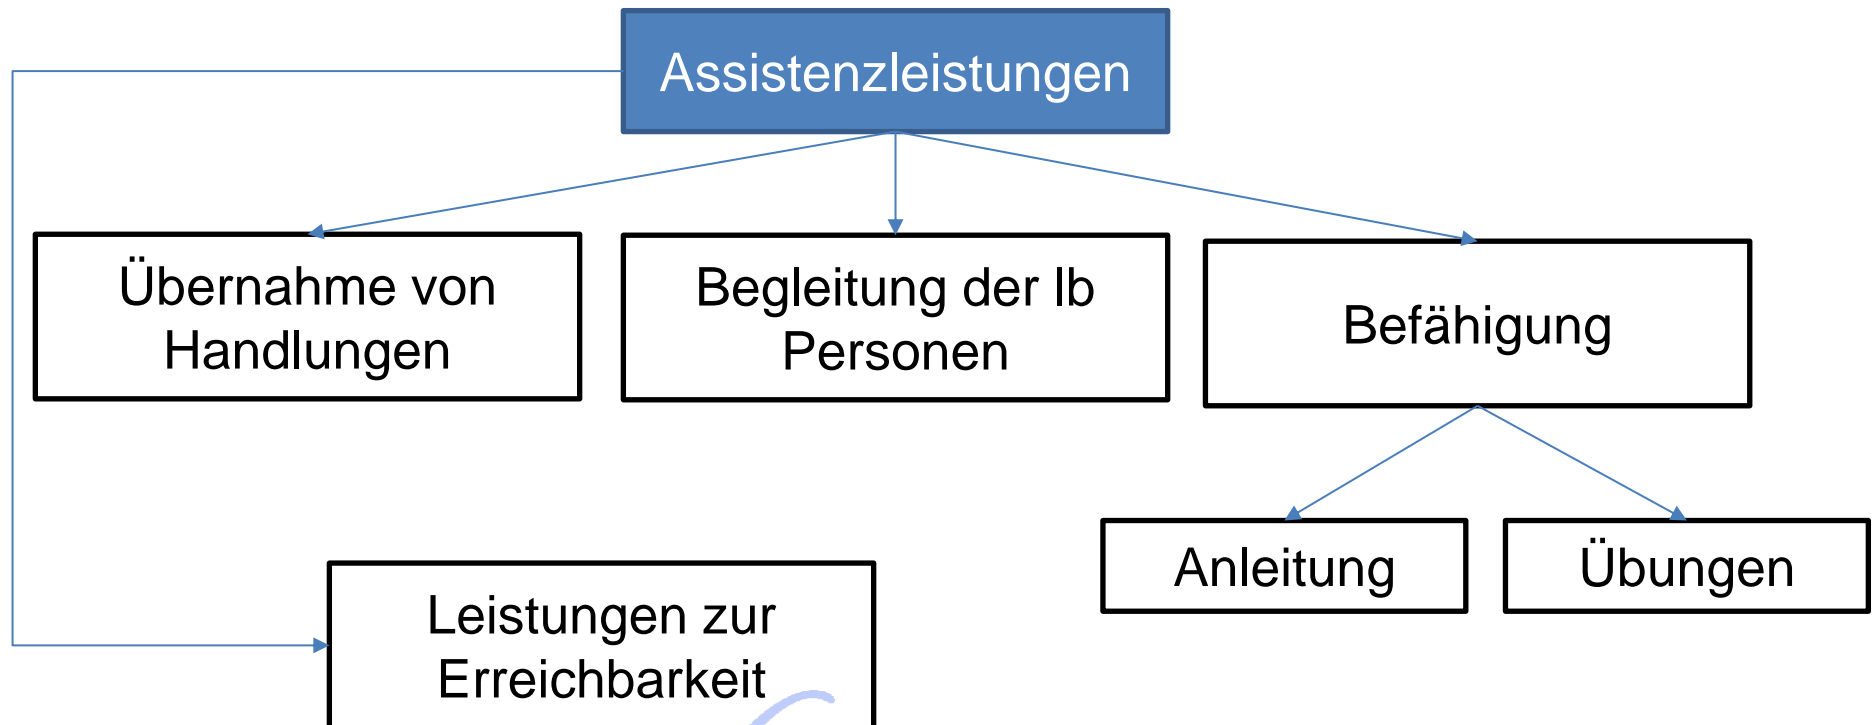 Assistenzleistungen
Übernahme von
Handlungen
Begleitung der lb
Personen
Befähigung
Anleitung
Übungen
Leistungen zur
Erreichbarkeit